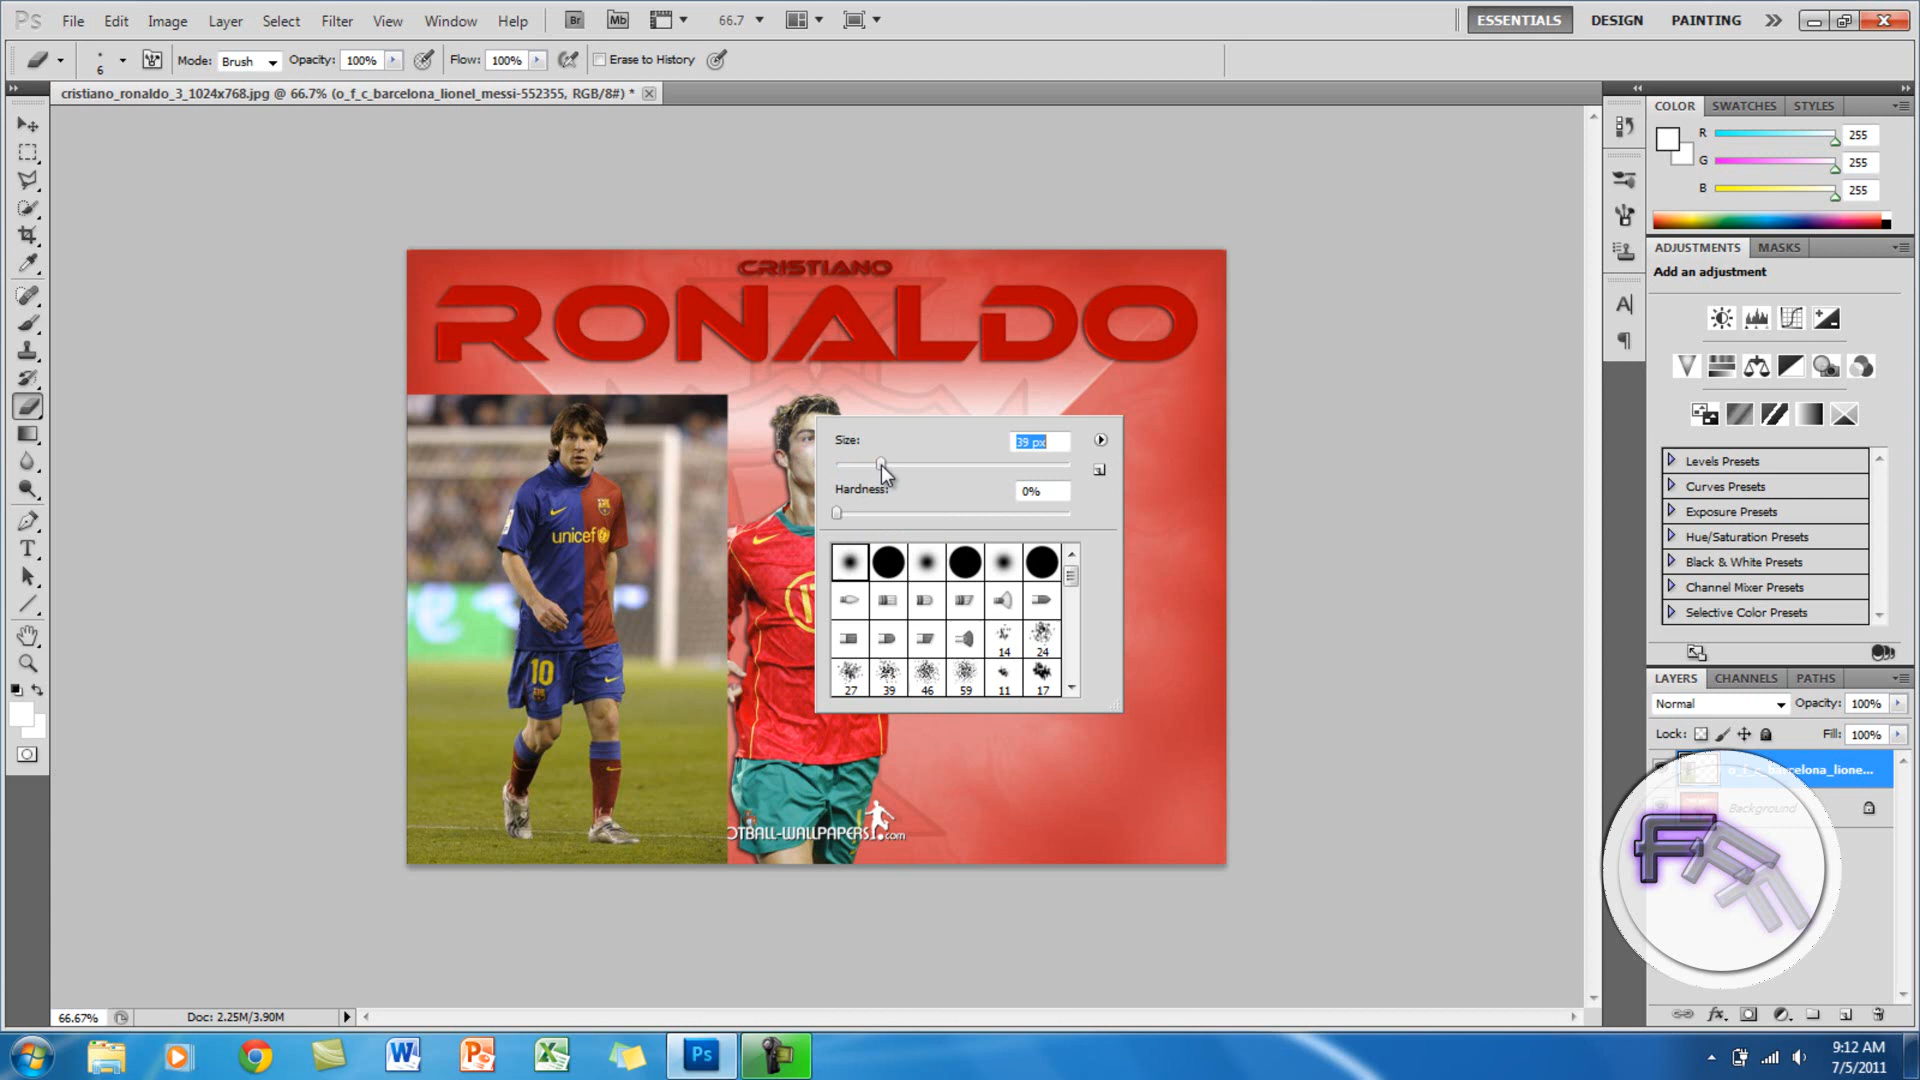 Ps File Edit Image Layer Select Filter View Window Help Br Mb 66.7 ESSENTIALS DESIGN PAINTING
6 Mode: Brush Opacity: 100% Flow: 100% Erase to History
cristiano_ronaldo_3_1024x768.jpg @ 66.7% (o_f_c_barcelona_lionel_messi-552355, RGB/8#) *
COLOR SWATCHES STYLES
R 255
G 255
B 255
ADJUSTMENTS MASKS
Add an adjustment
Levels Presets
Curves Presets
Exposure Presets
Hue/Saturation Presets
Black & White Presets
Channel Mixer Presets
Selective Color Presets
LAYERS CHANNELS PATHS
Normal Opacity: 100%
Lock: Fill: 100%
o_f_c_barcelona_lione...
Background
CRISTIANO
RONALDO
unicef
10
Size: 39 px
Hardness: 0%
14 24
27 39 46 59 11 17
OTBALL-WALLPAPERS.com
66.67% Doc: 2.25M/3.90M
Ps
9:12 AM
7/5/2011